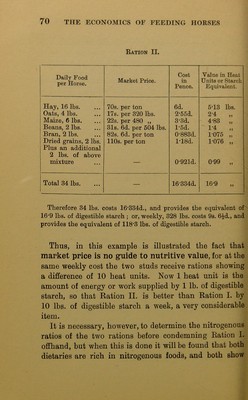 70 THE ECONOMICS OF FEEDING HORSES
Ration II.
Daily Food per Horse. Market Price. Cost in Pence. Value in Heat Units or Starch Equivalent.
Hay, 16 lbs. ... 70s. per ton 6d. 5·13 lbs.
Oats, 4 lbs. ... 17s. per 320 lbs. 2·55d. 2·4 „
Maize, 6 lbs. ... 22s. per 480 „ 3·3d. 4·83 „
Beans, 2 lbs. ... 31s. 6d. per 504 lbs. 1·5d. 1·4 „
Bran, 2 lbs. ... 82s. 6d. per ton 0·863d. 1·075 „
Dried grains, 2 lbs. 110s. per ton 1·18d. 1·076 „
Plus an additional
2 lbs. of above
mixture ... — 0·921d. 0·99 „
Total 34 lbs. ... — 16·334d. 16·9 „
Therefore 34 lbs. costs 16·334d., and provides the equivalent of
16·9 lbs. of digestible starch; or, weekly, 328 lbs. costs 9s. 6½d., and
provides the equivalent of 118·3 lbs. of digestible starch.
Thus, in this example is illustrated the fact that
market price is no guide to nutritive value, for at the
same weekly cost the two studs receive rations showing
a difference of 10 heat units. Now 1 heat unit is the
amount of energy or work supplied by 1 lb. of digestible
starch, so that Ration II. is better than Ration I. by
10 lbs. of digestible starch a week, a very considerable
item.
It is necessary, however, to determine the nitrogenous
ratios of the two rations before condemning Ration I.
offhand, but when this is done it will be found that both
dietaries are rich in nitrogenous foods, and both show